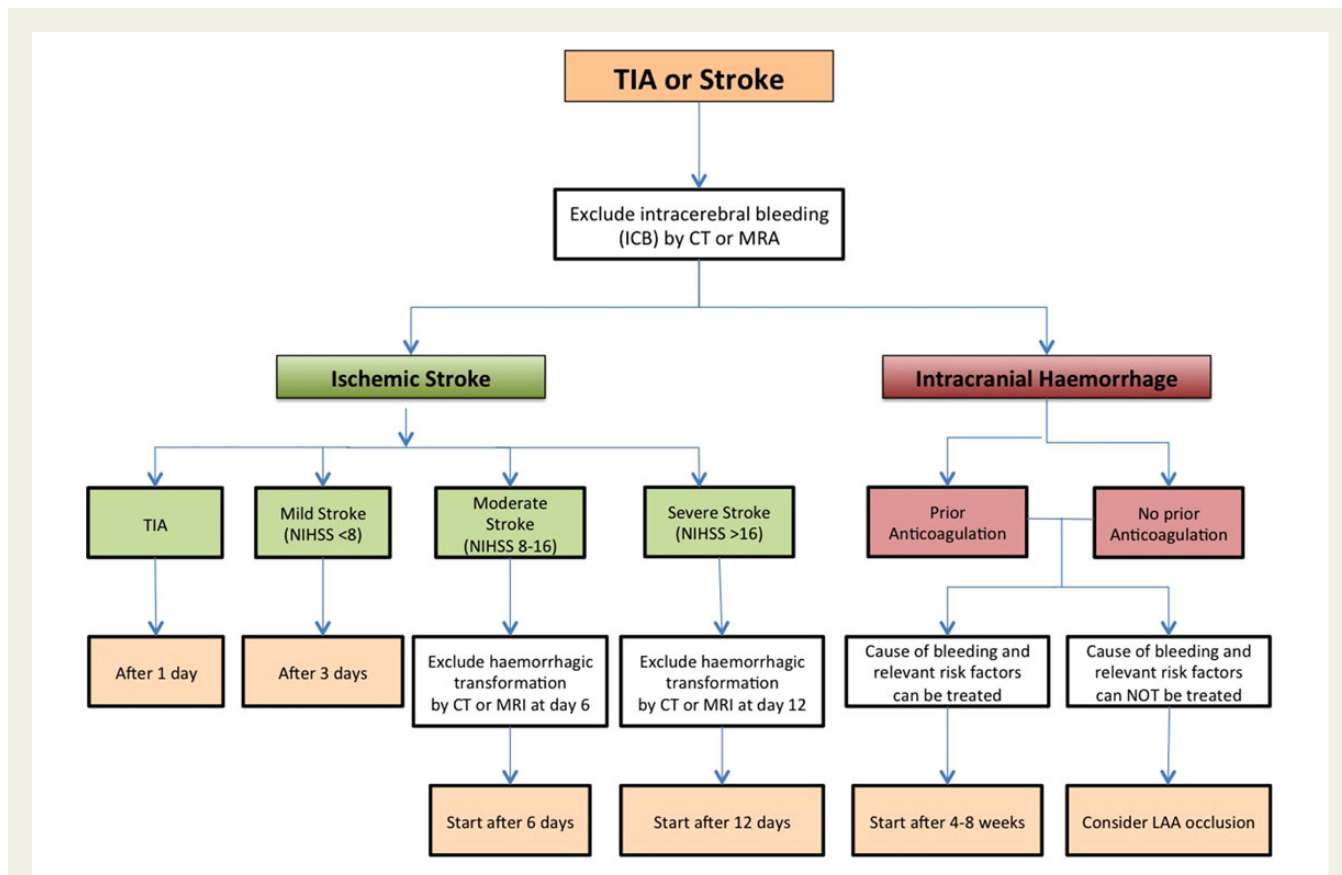 TIA or Stroke
Exclude intracerebral bleeding
(ICB) by CT or MRA
Ischemic Stroke
Intracranial Haemorrhage
TIA
Mild Stroke
(NIHSS <8)
Moderate
Stroke
(NIHSS 8-16)
Severe Stroke
(NIHSS >16)
Prior
Anticoagulation
No prior
Anticoagulation
After 1 day
After 3 days
Exclude haemorrhagic
transformation
by CT or MRI at day 6
Exclude haemorrhagic
transformation
by CT or MRI at day 12
Cause of bleeding and
relevant risk factors
can be treated
Cause of bleeding and
relevant risk factors
can NOT be treated
Start after 6 days
Start after 12 days
Start after 4-8 weeks
Consider LAA occlusion